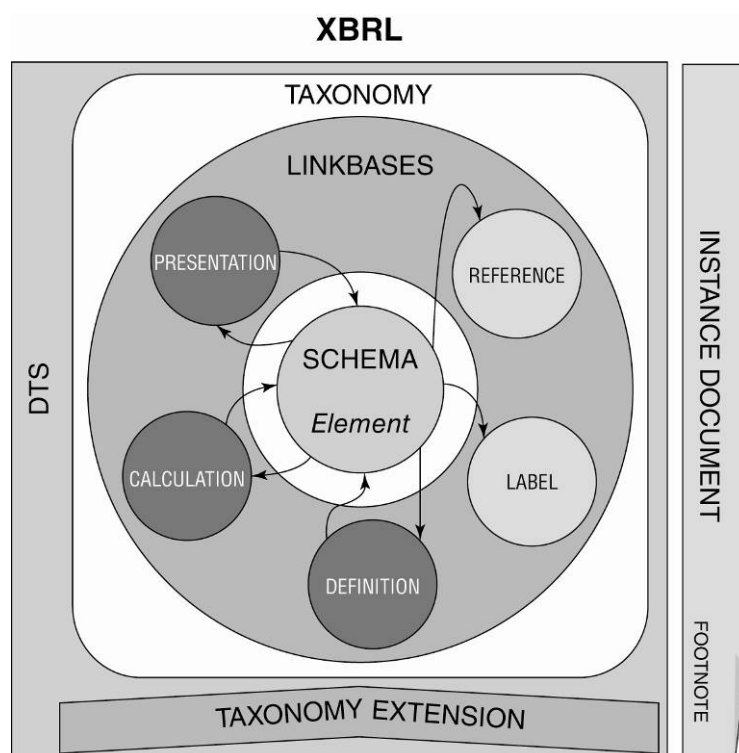 XBRL
TAXONOMY
LINKBASES
PRESENTATION
REFERENCE
SCHEMA
Element
DTS
CALCULATION
LABEL
DEFINITION
TAXONOMY EXTENSION
INSTANCE DOCUMENT
FOOTNOTE